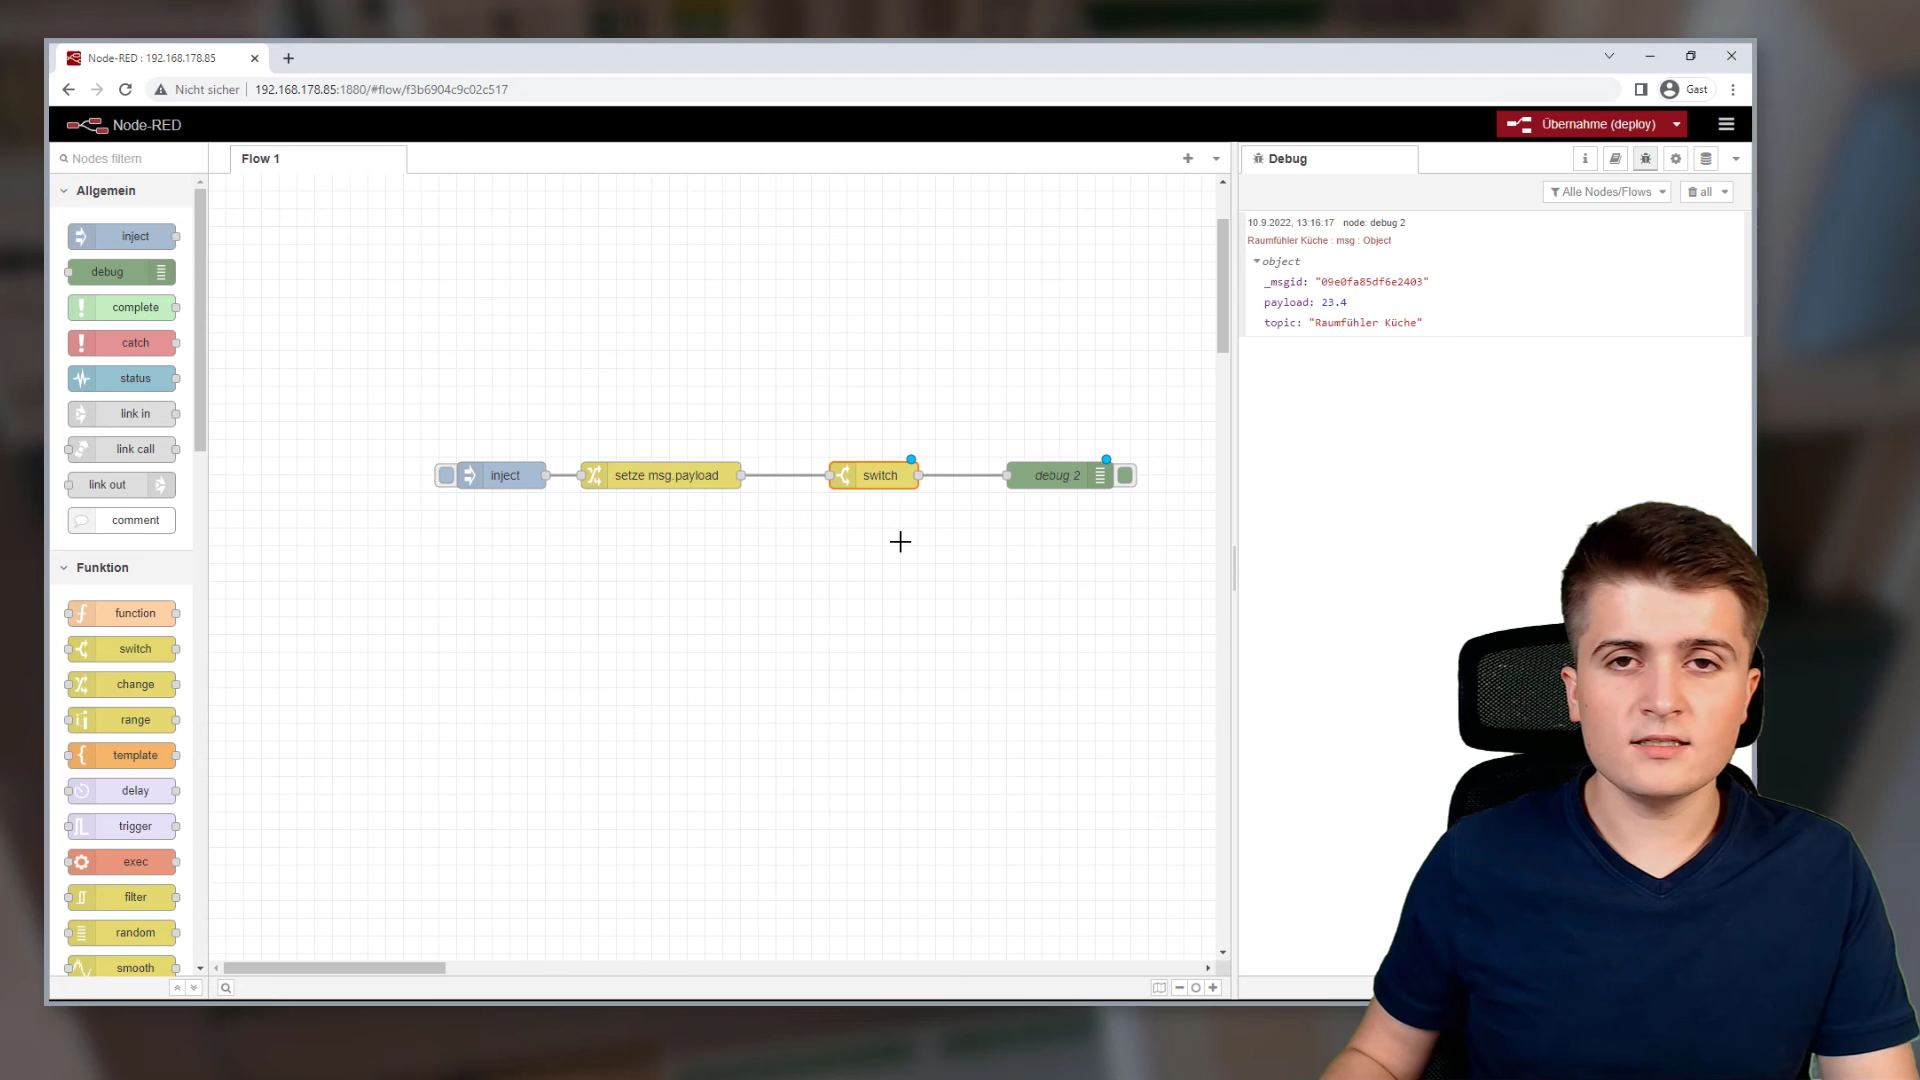 Node-RED : 192.168.178.85
Nicht sicher
192.168.178.85:1880/#flow/f3b6904c9c02c517
Gast
Node-RED
Übernahme (deploy)
Nodes filtern
Flow 1
Debug
Allgemein
Alle Nodes/Flows
all
inject
debug
complete
catch
status
link in
link call
link out
comment
Funktion
function
switch
change
range
template
delay
trigger
exec
filter
random
smooth
inject
setze msg.payload
switch
debug 2
10.9.2022, 13:16:17 node: debug 2
Raumfühler Küche : msg : Object
object
_msgid: "09e0fa85df6e2403"
payload: 23.4
topic: "Raumfühler Küche"